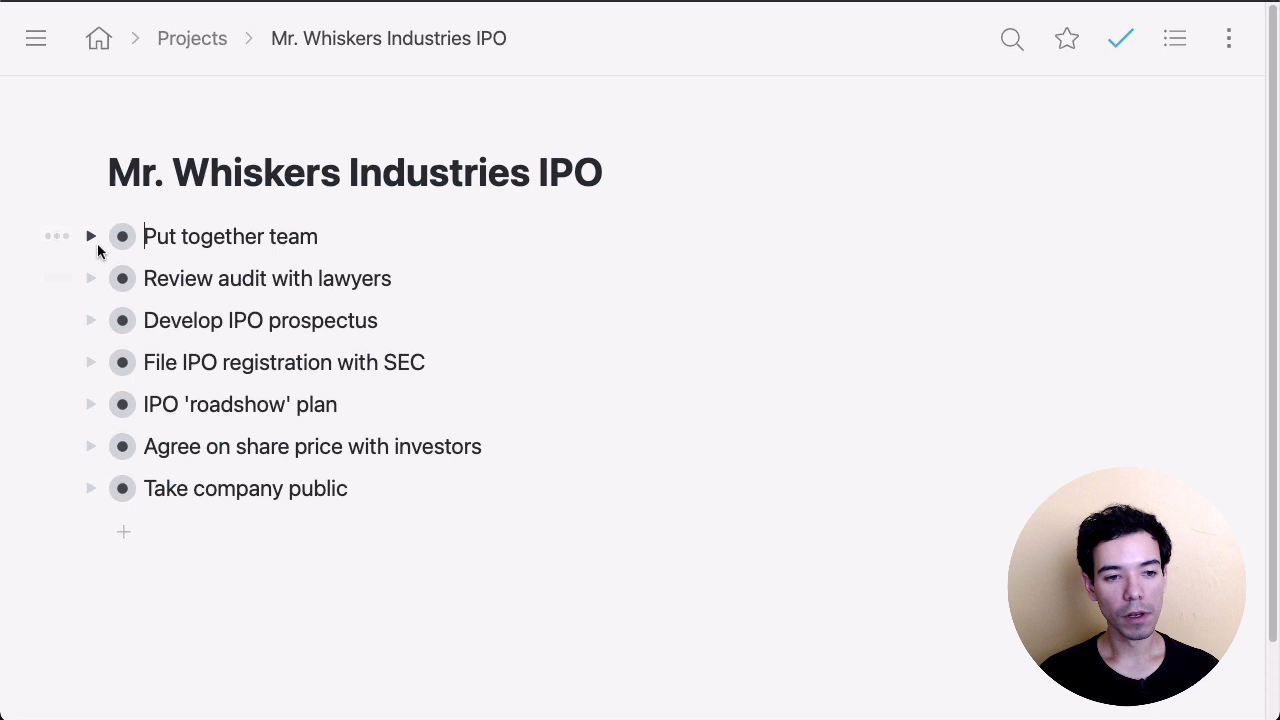 Projects
Mr. Whiskers Industries IPO
Mr. Whiskers Industries IPO
Put together team
Review audit with lawyers
Develop IPO prospectus
File IPO registration with SEC
IPO 'roadshow' plan
Agree on share price with investors
Take company public